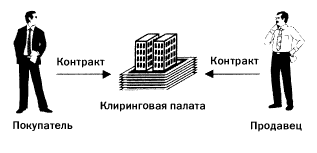 Контракт
Контракт
Клиринговая палата
Покупатель
Продавец